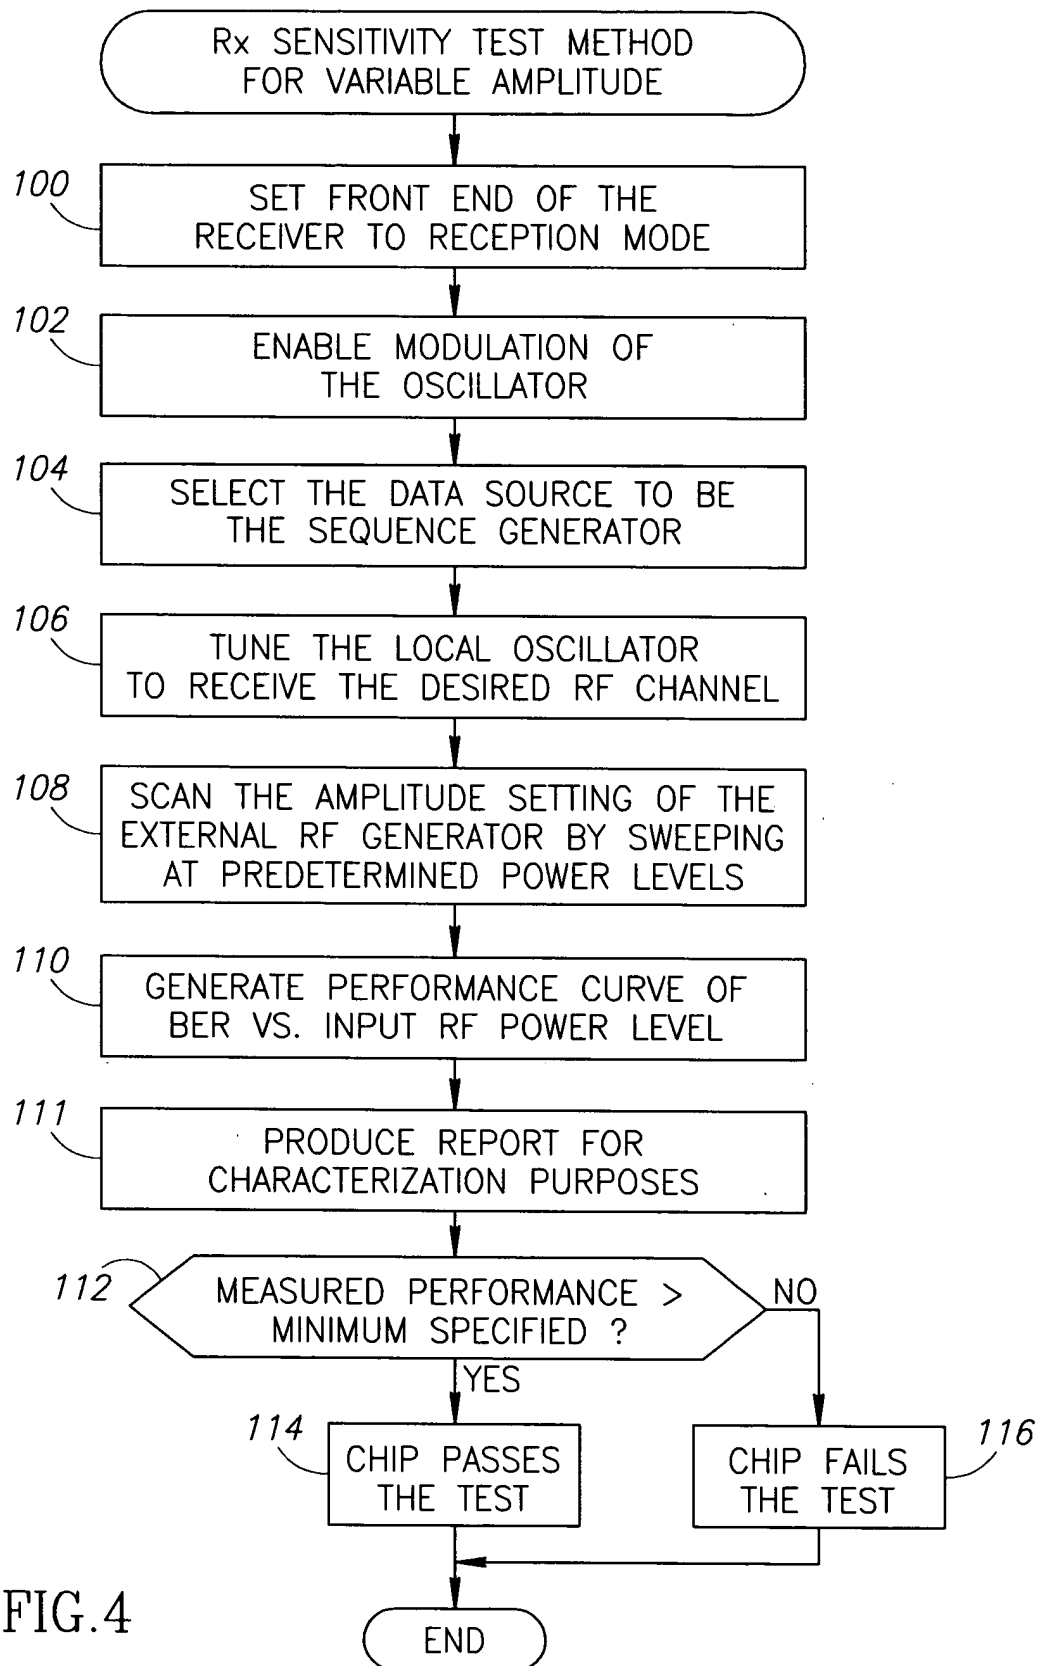 Rx SENSITIVITY TEST METHOD
FOR VARIABLE AMPLITUDE
100
SET FRONT END OF THE
RECEIVER TO RECEPTION MODE
102
ENABLE MODULATION OF
THE OSCILLATOR
104
SELECT THE DATA SOURCE TO BE
THE SEQUENCE GENERATOR
106
TUNE THE LOCAL OSCILLATOR
TO RECEIVE THE DESIRED RF CHANNEL
108
SCAN THE AMPLITUDE SETTING OF THE
EXTERNAL RF GENERATOR BY SWEEPING
AT PREDETERMINED POWER LEVELS
110
GENERATE PERFORMANCE CURVE OF
BER VS. INPUT RF POWER LEVEL
111
PRODUCE REPORT FOR
CHARACTERIZATION PURPOSES
112
MEASURED PERFORMANCE >
MINIMUM SPECIFIED ?
NO
YES
114
CHIP PASSES
THE TEST
116
CHIP FAILS
THE TEST
END
FIG.4